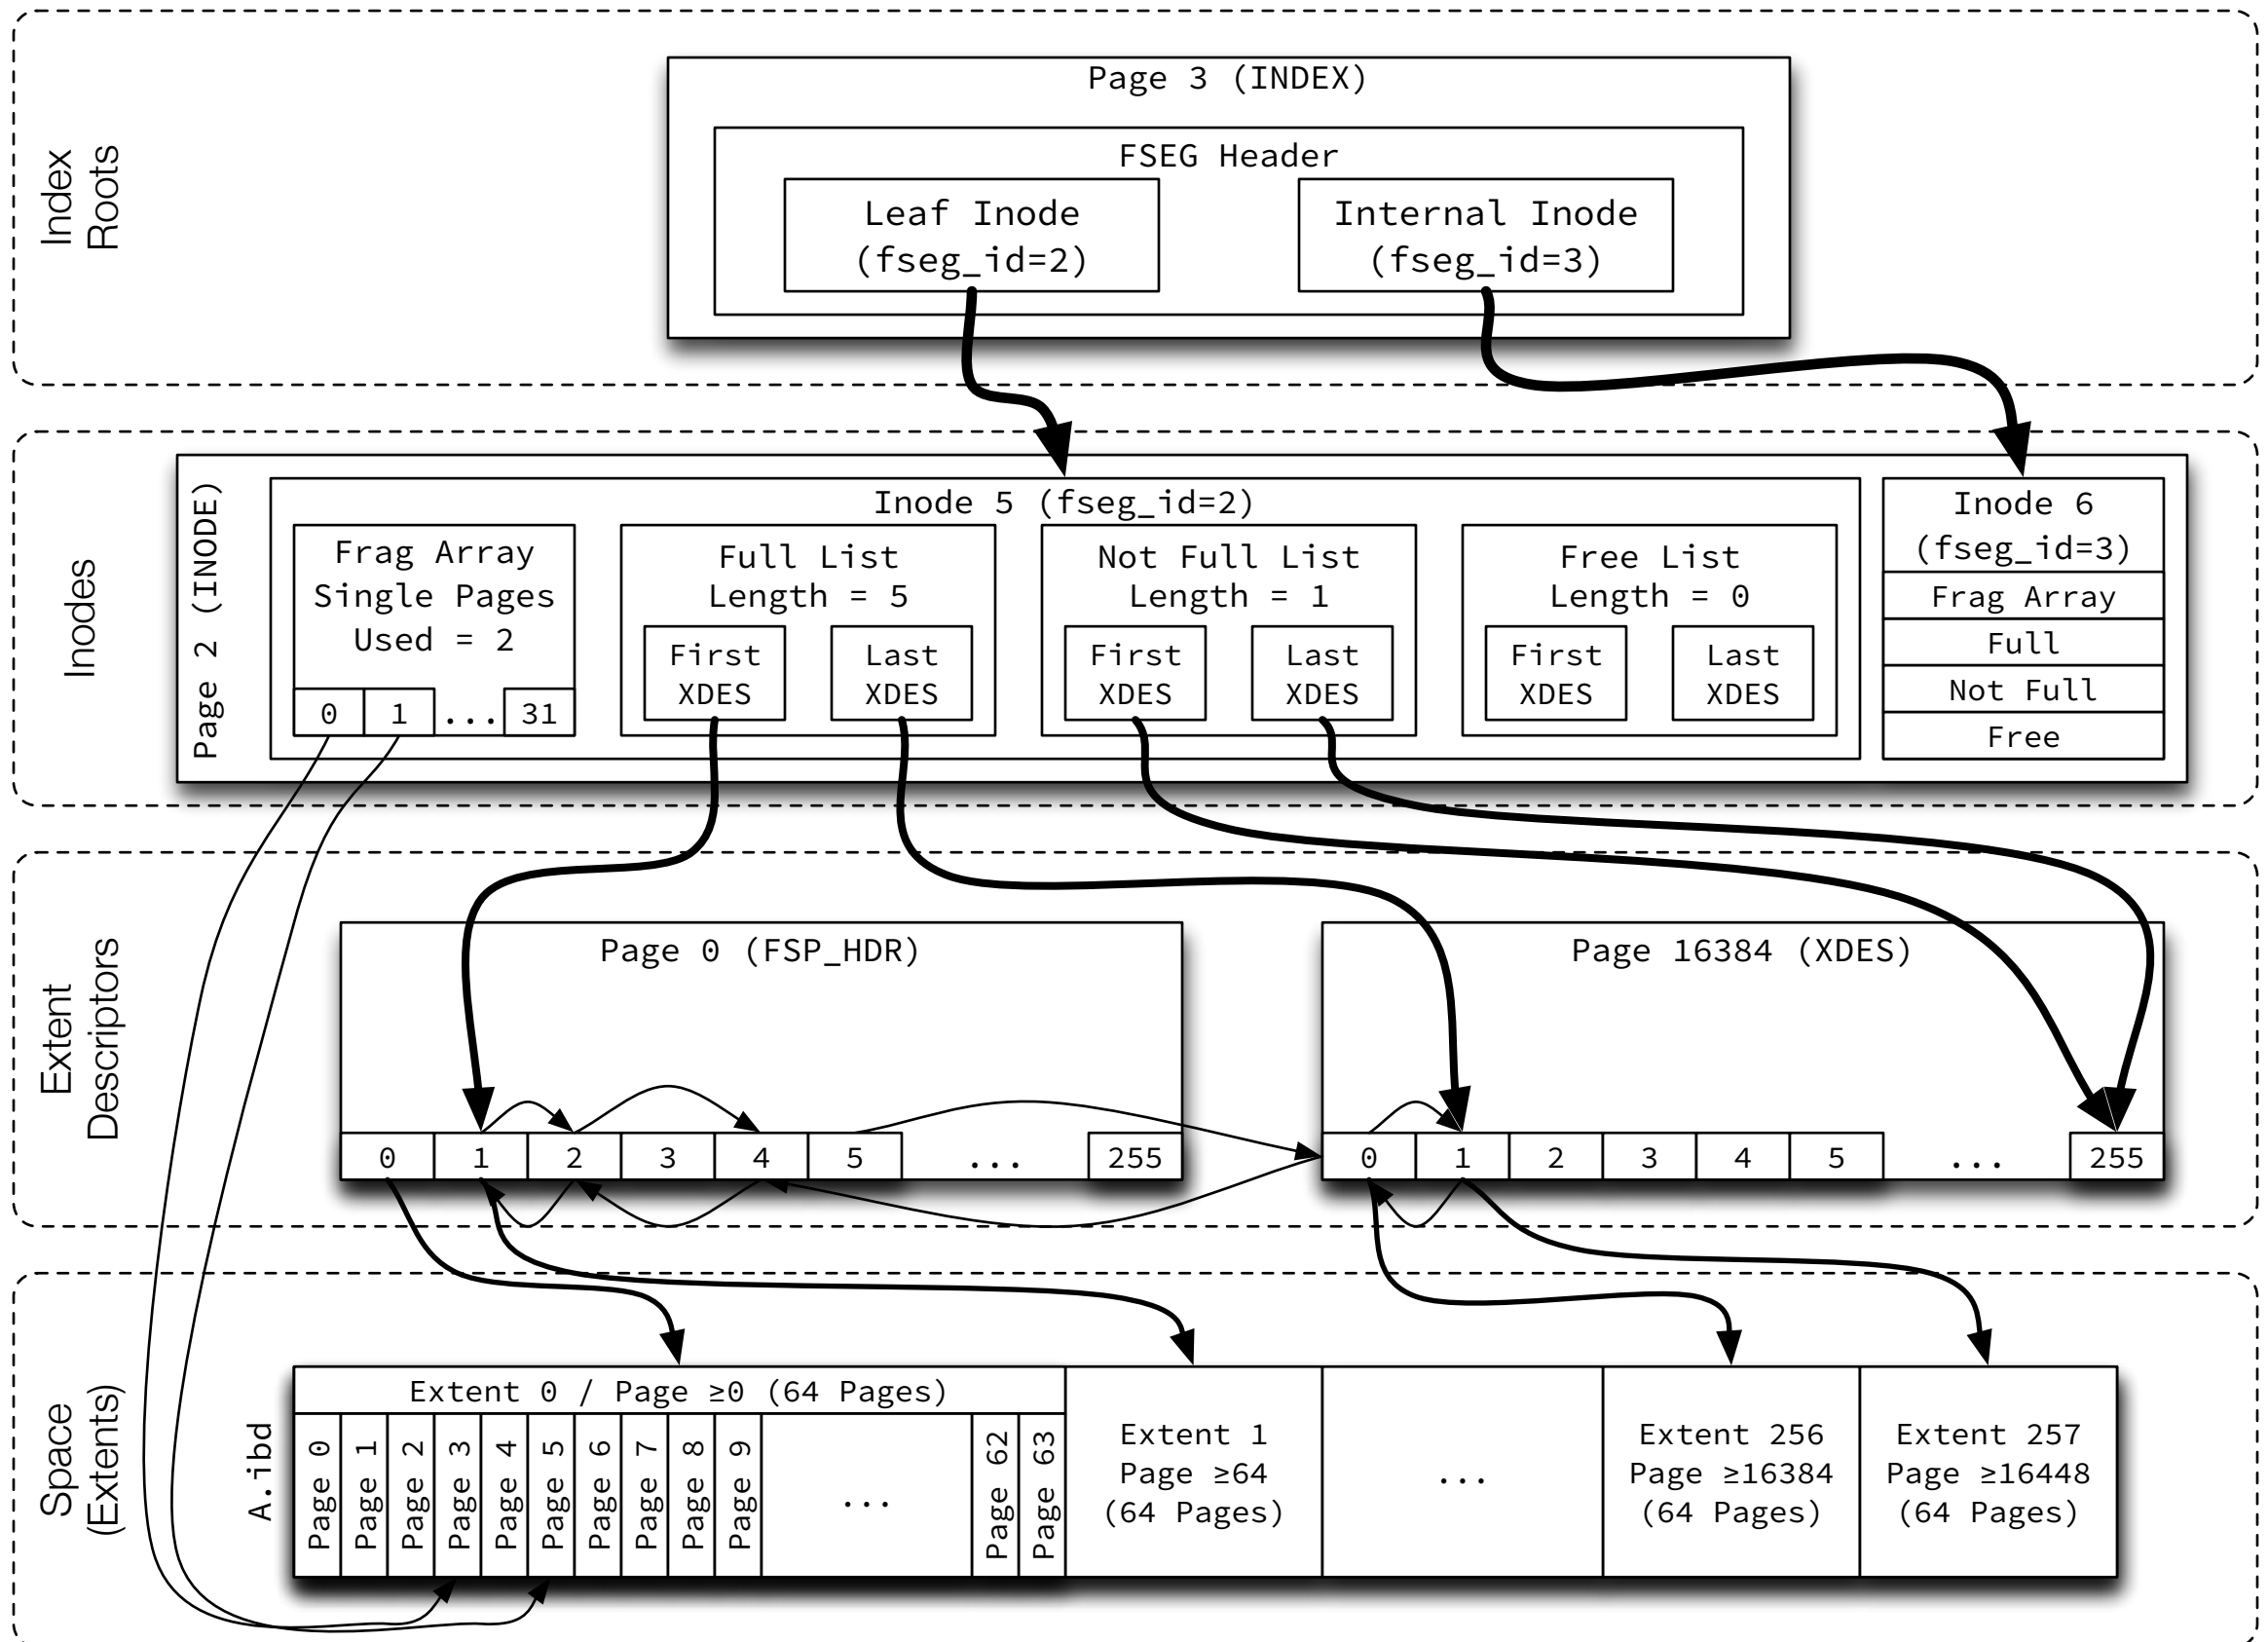 Index
Roots
Page 3 (INDEX)
FSEG Header
Leaf Inode
(fseg_id=2)
Internal Inode
(fseg_id=3)
Inodes
Page 2 (INODE)
Inode 5 (fseg_id=2)
Frag Array
Single Pages
Used = 2
0
1
...
31
Full List
Length = 5
First
XDES
Last
XDES
Not Full List
Length = 1
First
XDES
Last
XDES
Free List
Length = 0
First
XDES
Last
XDES
Inode 6
(fseg_id=3)
Frag Array
Full
Not Full
Free
Extent
Descriptors
Page 0 (FSP_HDR)
0
1
2
3
4
5
...
255
Page 16384 (XDES)
0
1
2
3
4
5
...
255
Space
(Extents)
A.ibd
Extent 0 / Page ≥0 (64 Pages)
Page 0
Page 1
Page 2
Page 3
Page 4
Page 5
Page 6
Page 7
Page 8
Page 9
...
Page 62
Page 63
Extent 1
Page ≥64
(64 Pages)
...
Extent 256
Page ≥16384
(64 Pages)
Extent 257
Page ≥16448
(64 Pages)